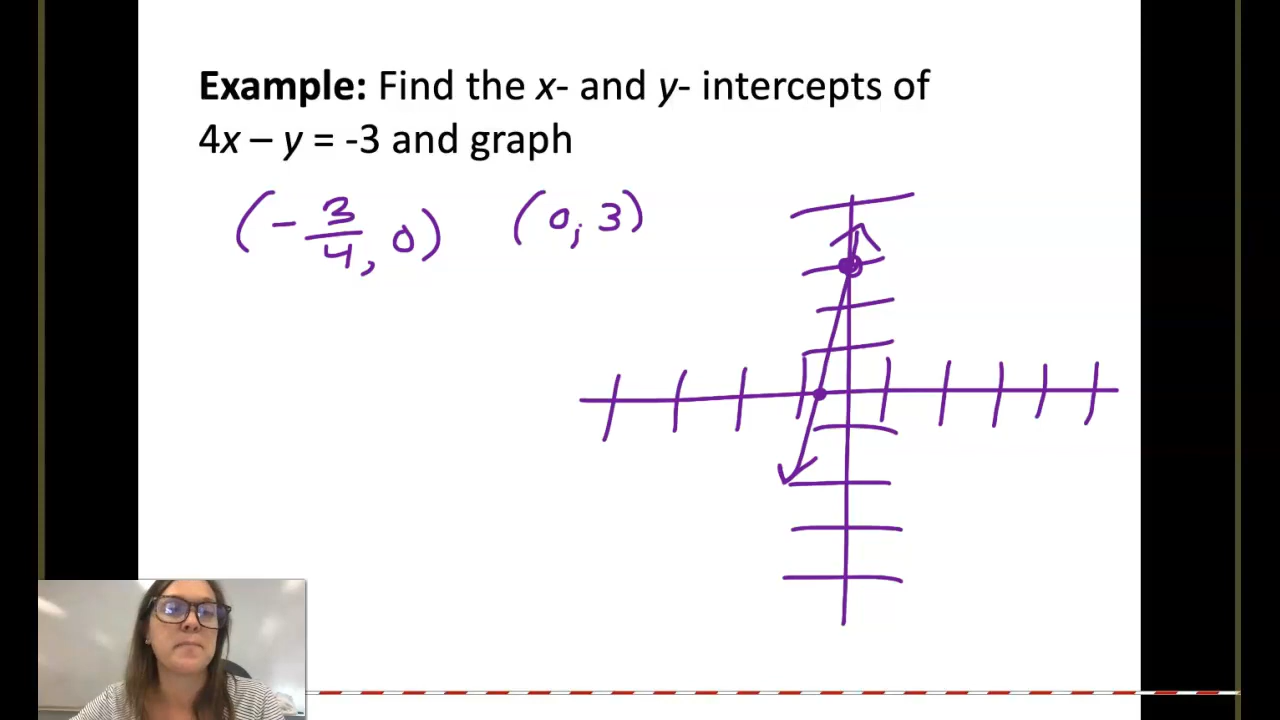 Example: Find the x- and y- intercepts of
4x – y = -3 and graph
(-3/4, 0) (0, 3)